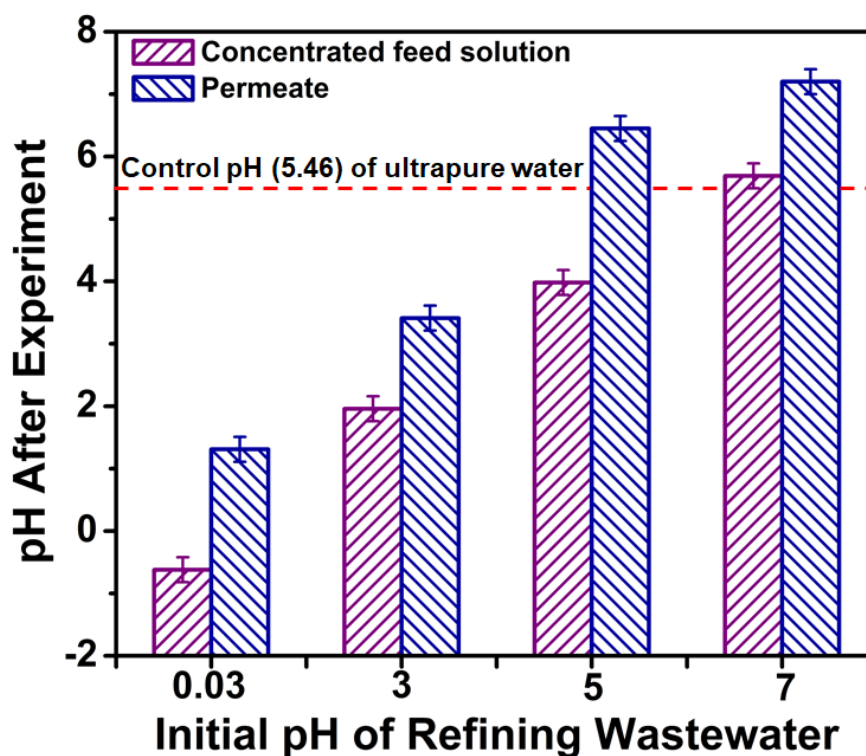 8
Concentrated feed solution
Permeate
6
Control pH (5.46) of ultrapure water
4
2
0
-2
pH After Experiment
0.03 3 5 7
Initial pH of Refining Wastewater